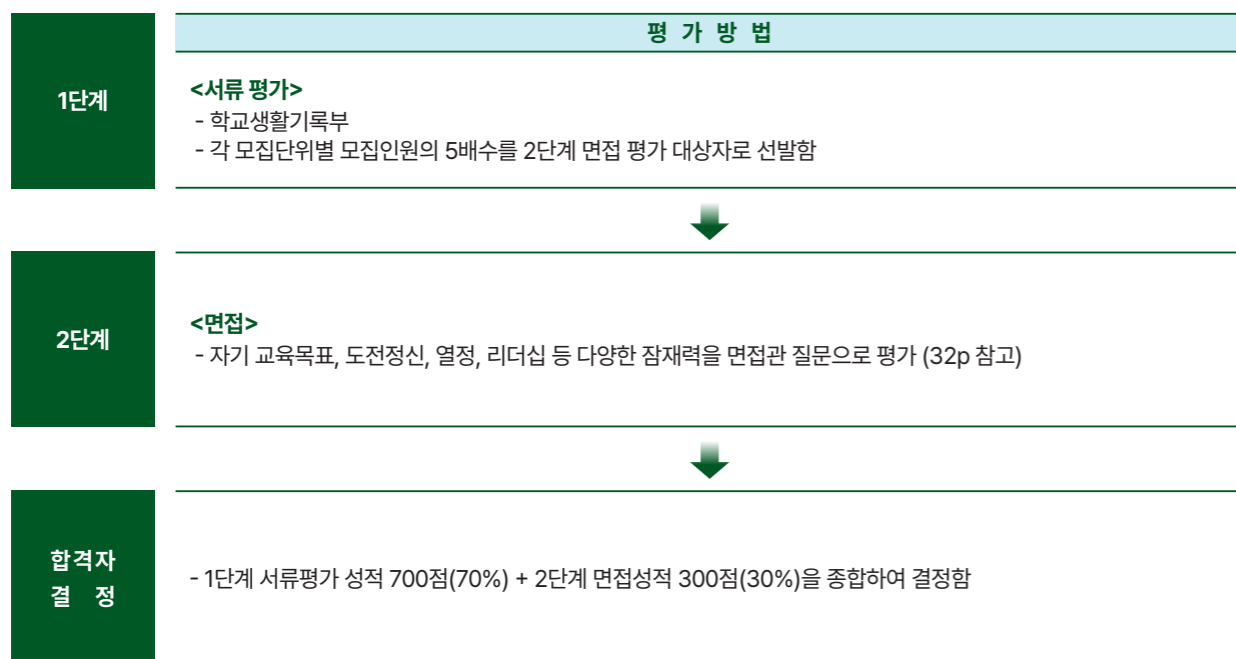 평 가 방 법
1단계
<서류 평가>
- 학교생활기록부
- 각 모집단위별 모집인원의 5배수를 2단계 면접 평가 대상자로 선발함
2단계
<면접>
- 자기 교육목표, 도전정신, 열정, 리더십 등 다양한 잠재력을 면접관 질문으로 평가 (32p 참고)
합격자
결 정
- 1단계 서류평가 성적 700점(70%) + 2단계 면접성적 300점(30%)을 종합하여 결정함